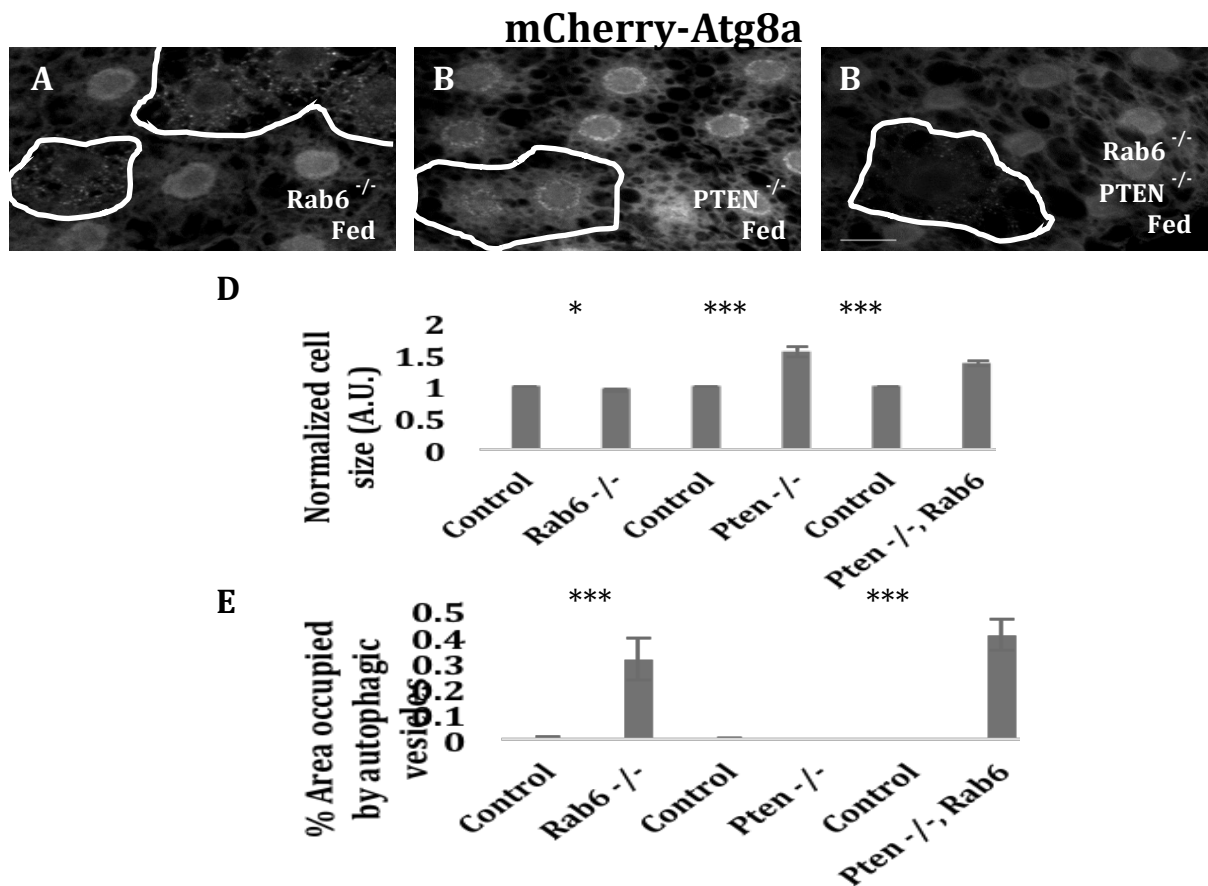 mCherry-Atg8a
A
Rab6 -/-
Fed
B
PTEN -/-
Fed
B
Rab6 -/-
PTEN -/-
Fed
D
* *** ***
Normalized cell
size (A.U.)
2
1.5
1
0.5
0
Control
Rab6 -/-
Control
Pten -/-
Control
Pten -/-, Rab6
E
*** ***
% Area occupied
by autophagic
vesicles
0.5
0.4
0.3
0.2
0.1
0
Control
Rab6 -/-
Control
Pten -/-
Control
Pten -/-, Rab6